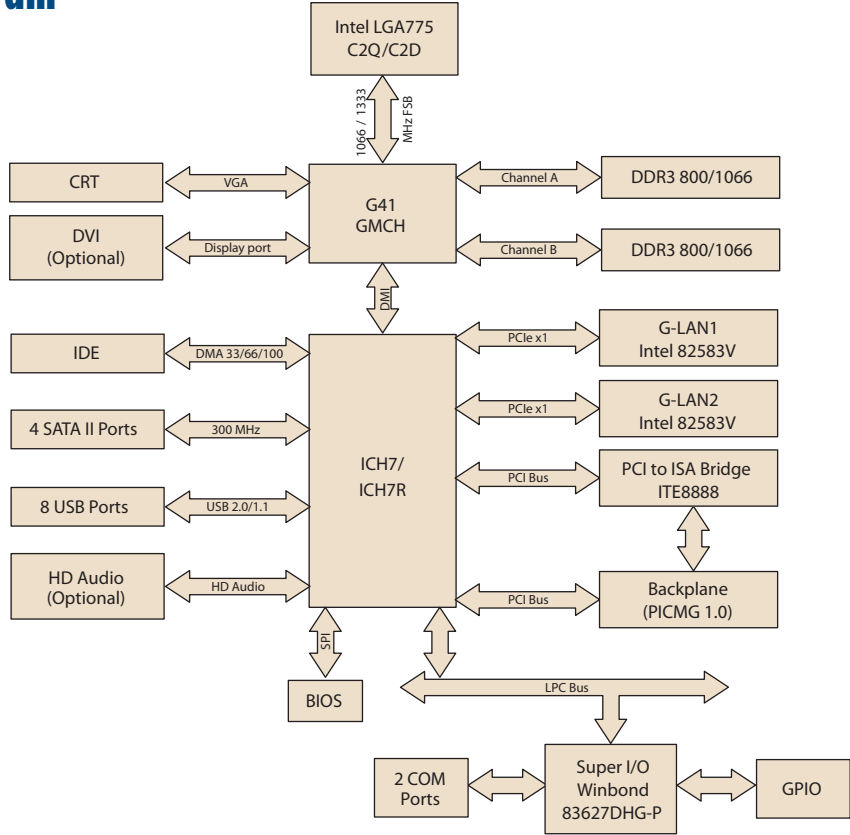 Intel LGA775
C2Q/C2D
1066 / 1333
MHz FSB
CRT
VGA
G41
GMCH
Channel A
DDR3 800/1066
DVI
(Optional)
Display port
Channel B
DDR3 800/1066
DMI
IDE
DMA 33/66/100
PCIe x1
G-LAN1
Intel 82583V
4 SATA II Ports
300 MHz
ICH7/
ICH7R
PCIe x1
G-LAN2
Intel 82583V
PCI Bus
PCI to ISA Bridge
ITE8888
8 USB Ports
USB 2.0/1.1
HD Audio
(Optional)
HD Audio
PCI Bus
Backplane
(PICMG 1.0)
SPI
BIOS
LPC Bus
2 COM
Ports
Super I/O
Winbond
83627DHG-P
GPIO